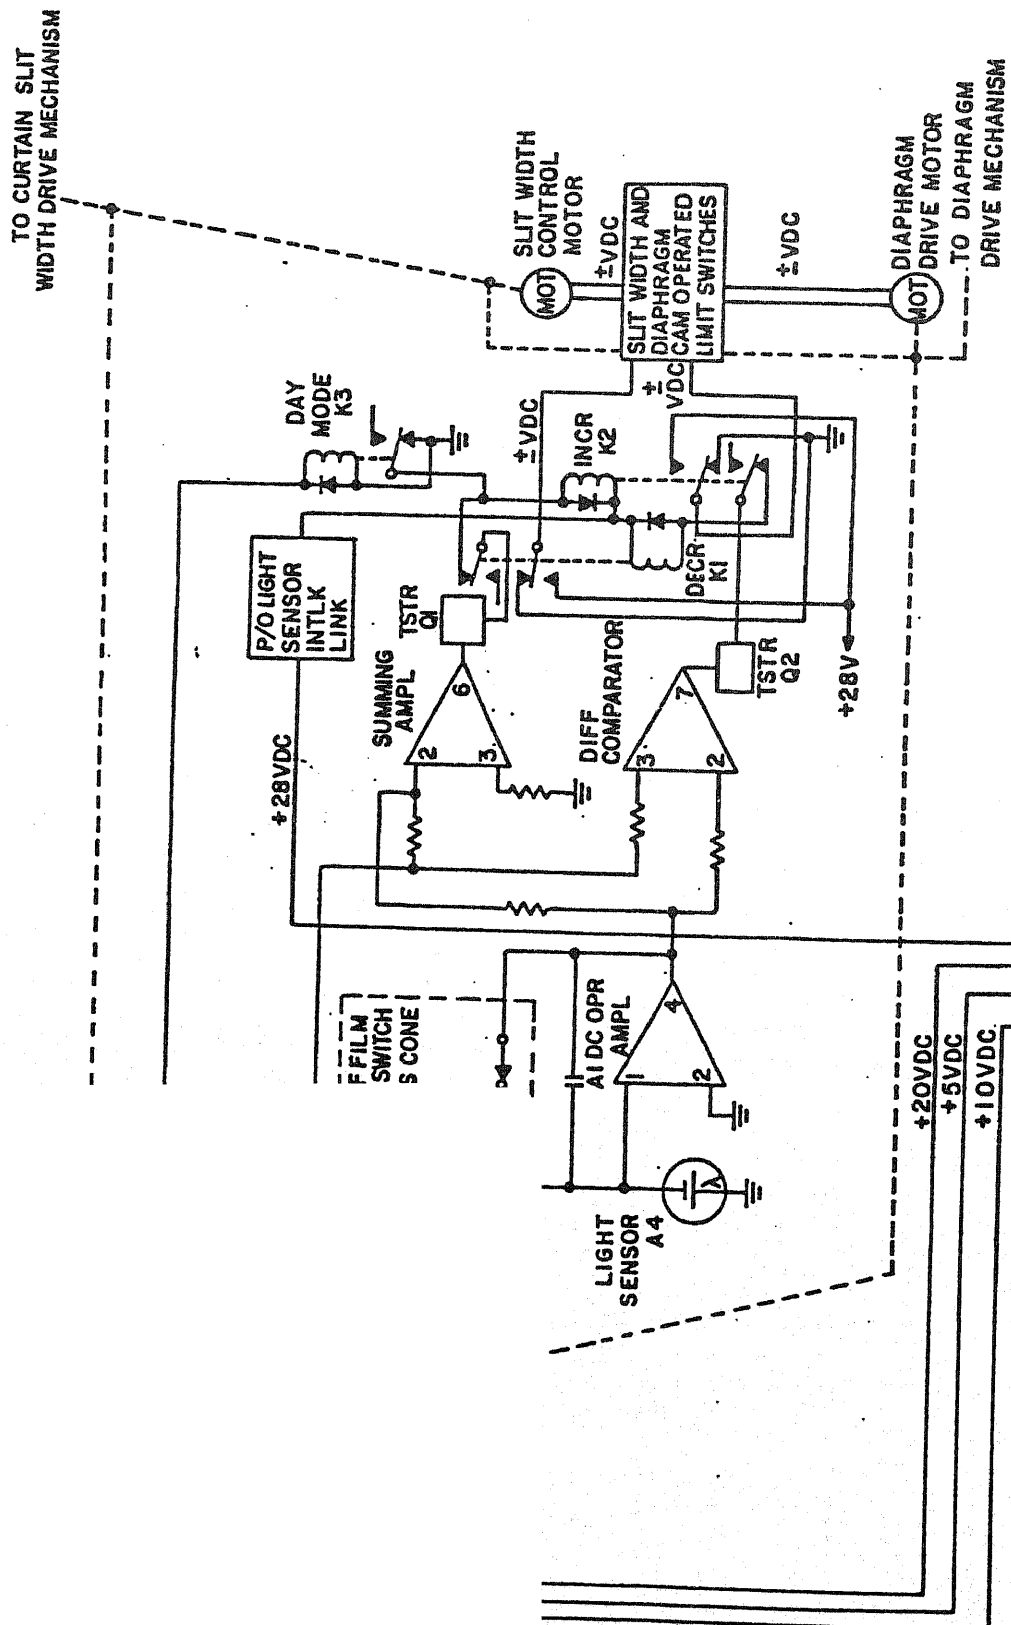 TO CURTAIN SLIT
WIDTH DRIVE MECHANISM
DAY
MODE
K3
SLIT WIDTH
CONTROL
MOTOR
MOT
±VDC
SLIT WIDTH AND
DIAPHRAGM
CAM OPERATED
LIMIT SWITCHES
±VDC
DIAPHRAGM
DRIVE MOTOR
MOT
TO DIAPHRAGM
DRIVE MECHANISM
±
VDC
±VDC
INCR
K2
DECR
K1
P/O LIGHT
SENSOR
INTLK
LINK
+28VDC
SUMMING
AMPL
2
3
6
TSTR
Q1
DIFF
COMPARATOR
3
2
7
TSTR
Q2
+28V
F FILM
SWITCH
S CONE
A1 DC OPR
AMPL
1
2
4
LIGHT
SENSOR
A4
λ
+20VDC
+5VDC
+10VDC